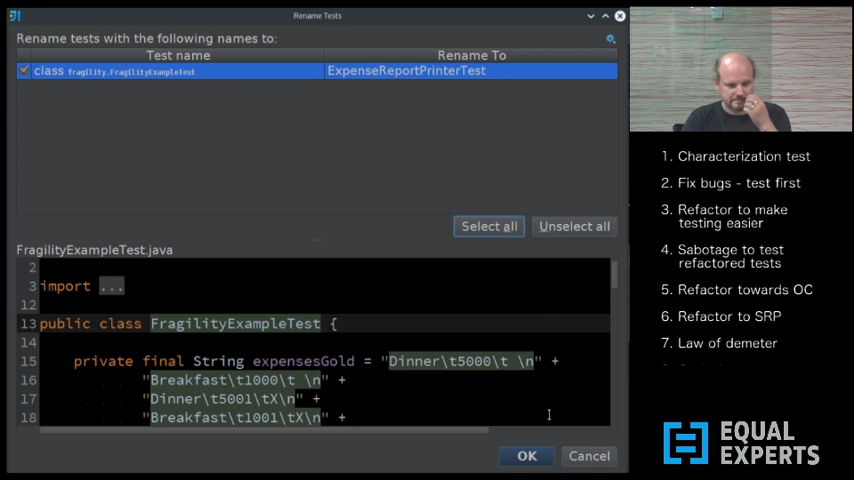 Rename Tests
Rename tests with the following names to:
Test name Rename To
class fragility.FragilityExampleTest ExpenseReportPrinterTest
Select all Unselect all
FragilityExampleTest.java
2
3 import ...
12
13 public class FragilityExampleTest {
14
15 private final String expensesGold = "Dinner\t5000\t \n" +
16 "Breakfast\t1000\t \n" +
17 "Dinner\t5001\tX\n" +
18 "Breakfast\t1001\tX\n" +
OK Cancel
1. Characterization test
2. Fix bugs - test first
3. Refactor to make
testing easier
4. Sabotage to test
refactored tests
5. Refactor towards OC
6. Refactor to SRP
7. Law of demeter
EQUAL
EXPERTS